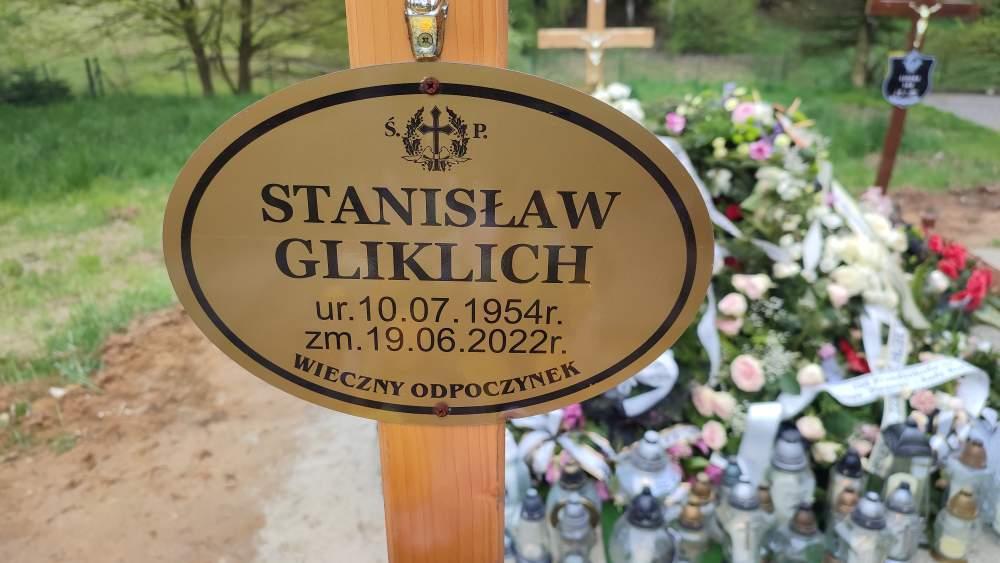 Ś. P.
STANISŁAW
GLIKLICH
ur.10.07.1954r.
zm.19.06.2022r.
WIECZNY ODPOCZYNEK